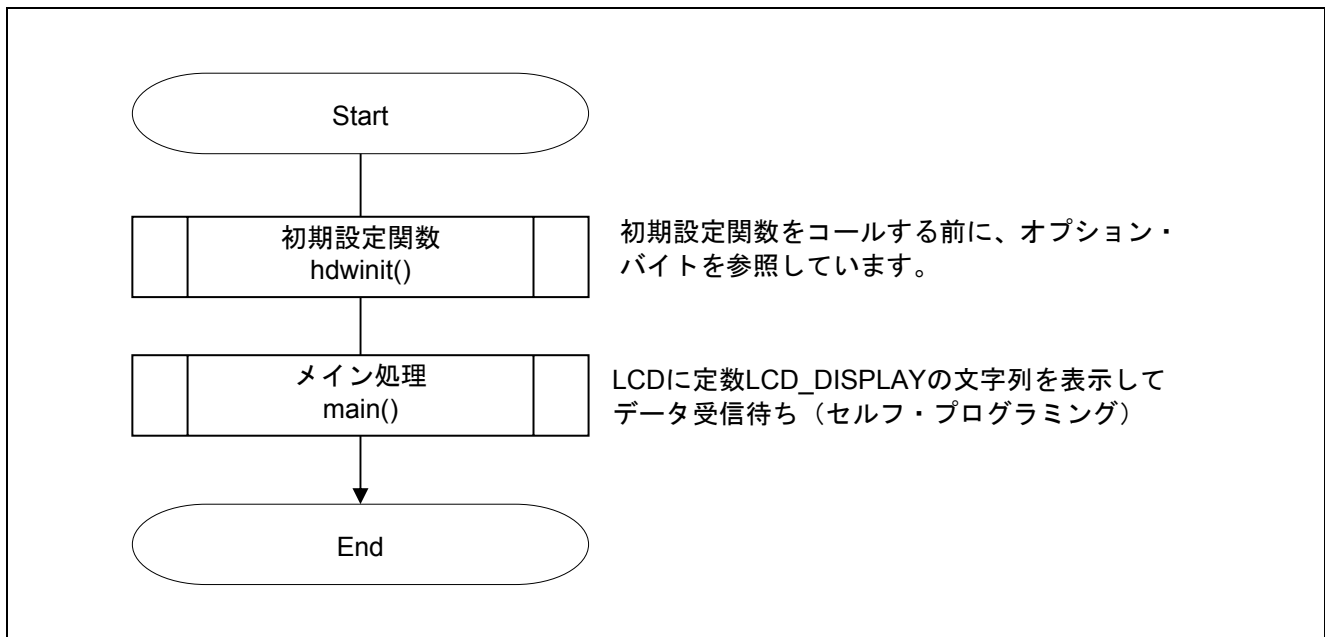 Start
初期設定関数
hdwinit()
初期設定関数をコールする前に、オプション・
バイトを参照しています。
メイン処理
main()
LCDに定数LCD_DISPLAYの文字列を表示して
データ受信待ち（セルフ・プログラミング）
End